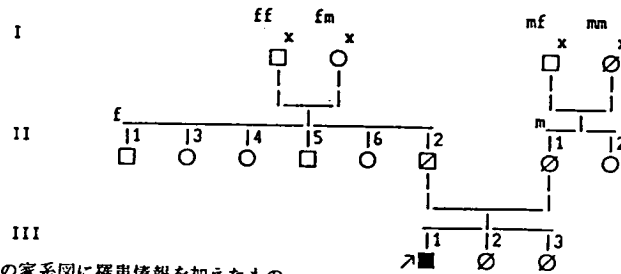 I ff fm mf mm
x x x x
f m
II 1 3 4 5 6 2 1 2
III 1 2 3
の家系図に罹患情報を加えたもの